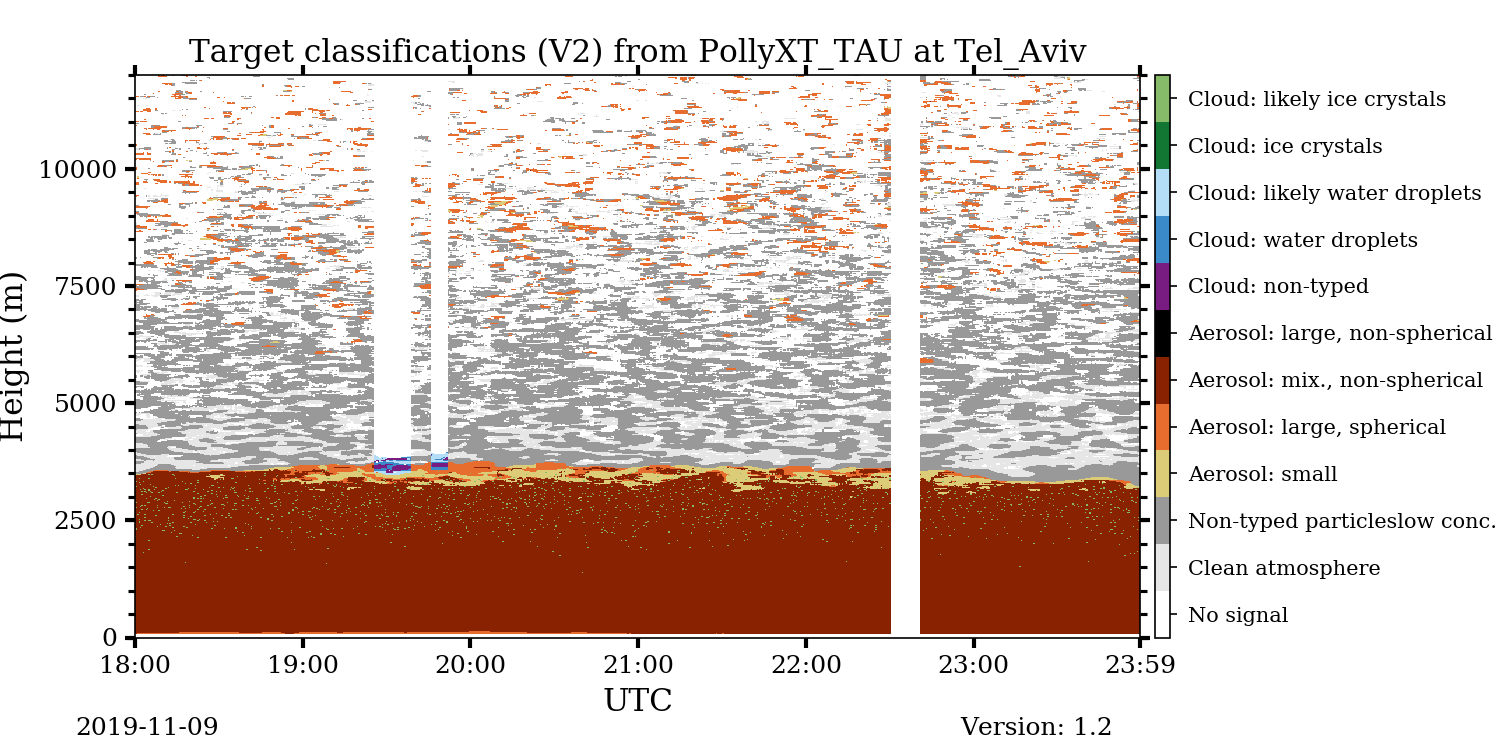 Target classifications (V2) from PollyXT_TAU at Tel_Aviv
Height (m)
10000
7500
5000
2500
0
18:00 19:00 20:00 21:00 22:00 23:00 23:59
UTC
2019-11-09
Version: 1.2
Cloud: likely ice crystals
Cloud: ice crystals
Cloud: likely water droplets
Cloud: water droplets
Cloud: non-typed
Aerosol: large, non-spherical
Aerosol: mix., non-spherical
Aerosol: large, spherical
Aerosol: small
Non-typed particleslow conc.
Clean atmosphere
No signal